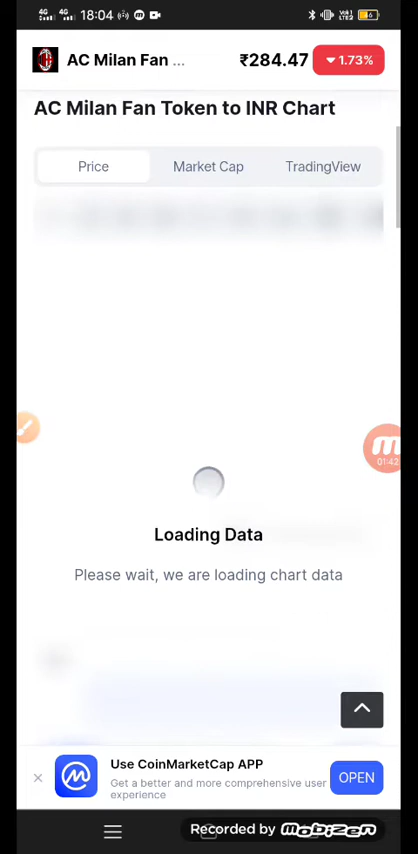 18:04
AC Milan Fan ...
₹284.47
1.73%
AC Milan Fan Token to INR Chart
Price
Market Cap
TradingView
01:42
Loading Data
Please wait, we are loading chart data
Use CoinMarketCap APP
Get a better and more comprehensive user
experience
OPEN
Recorded by mobizen